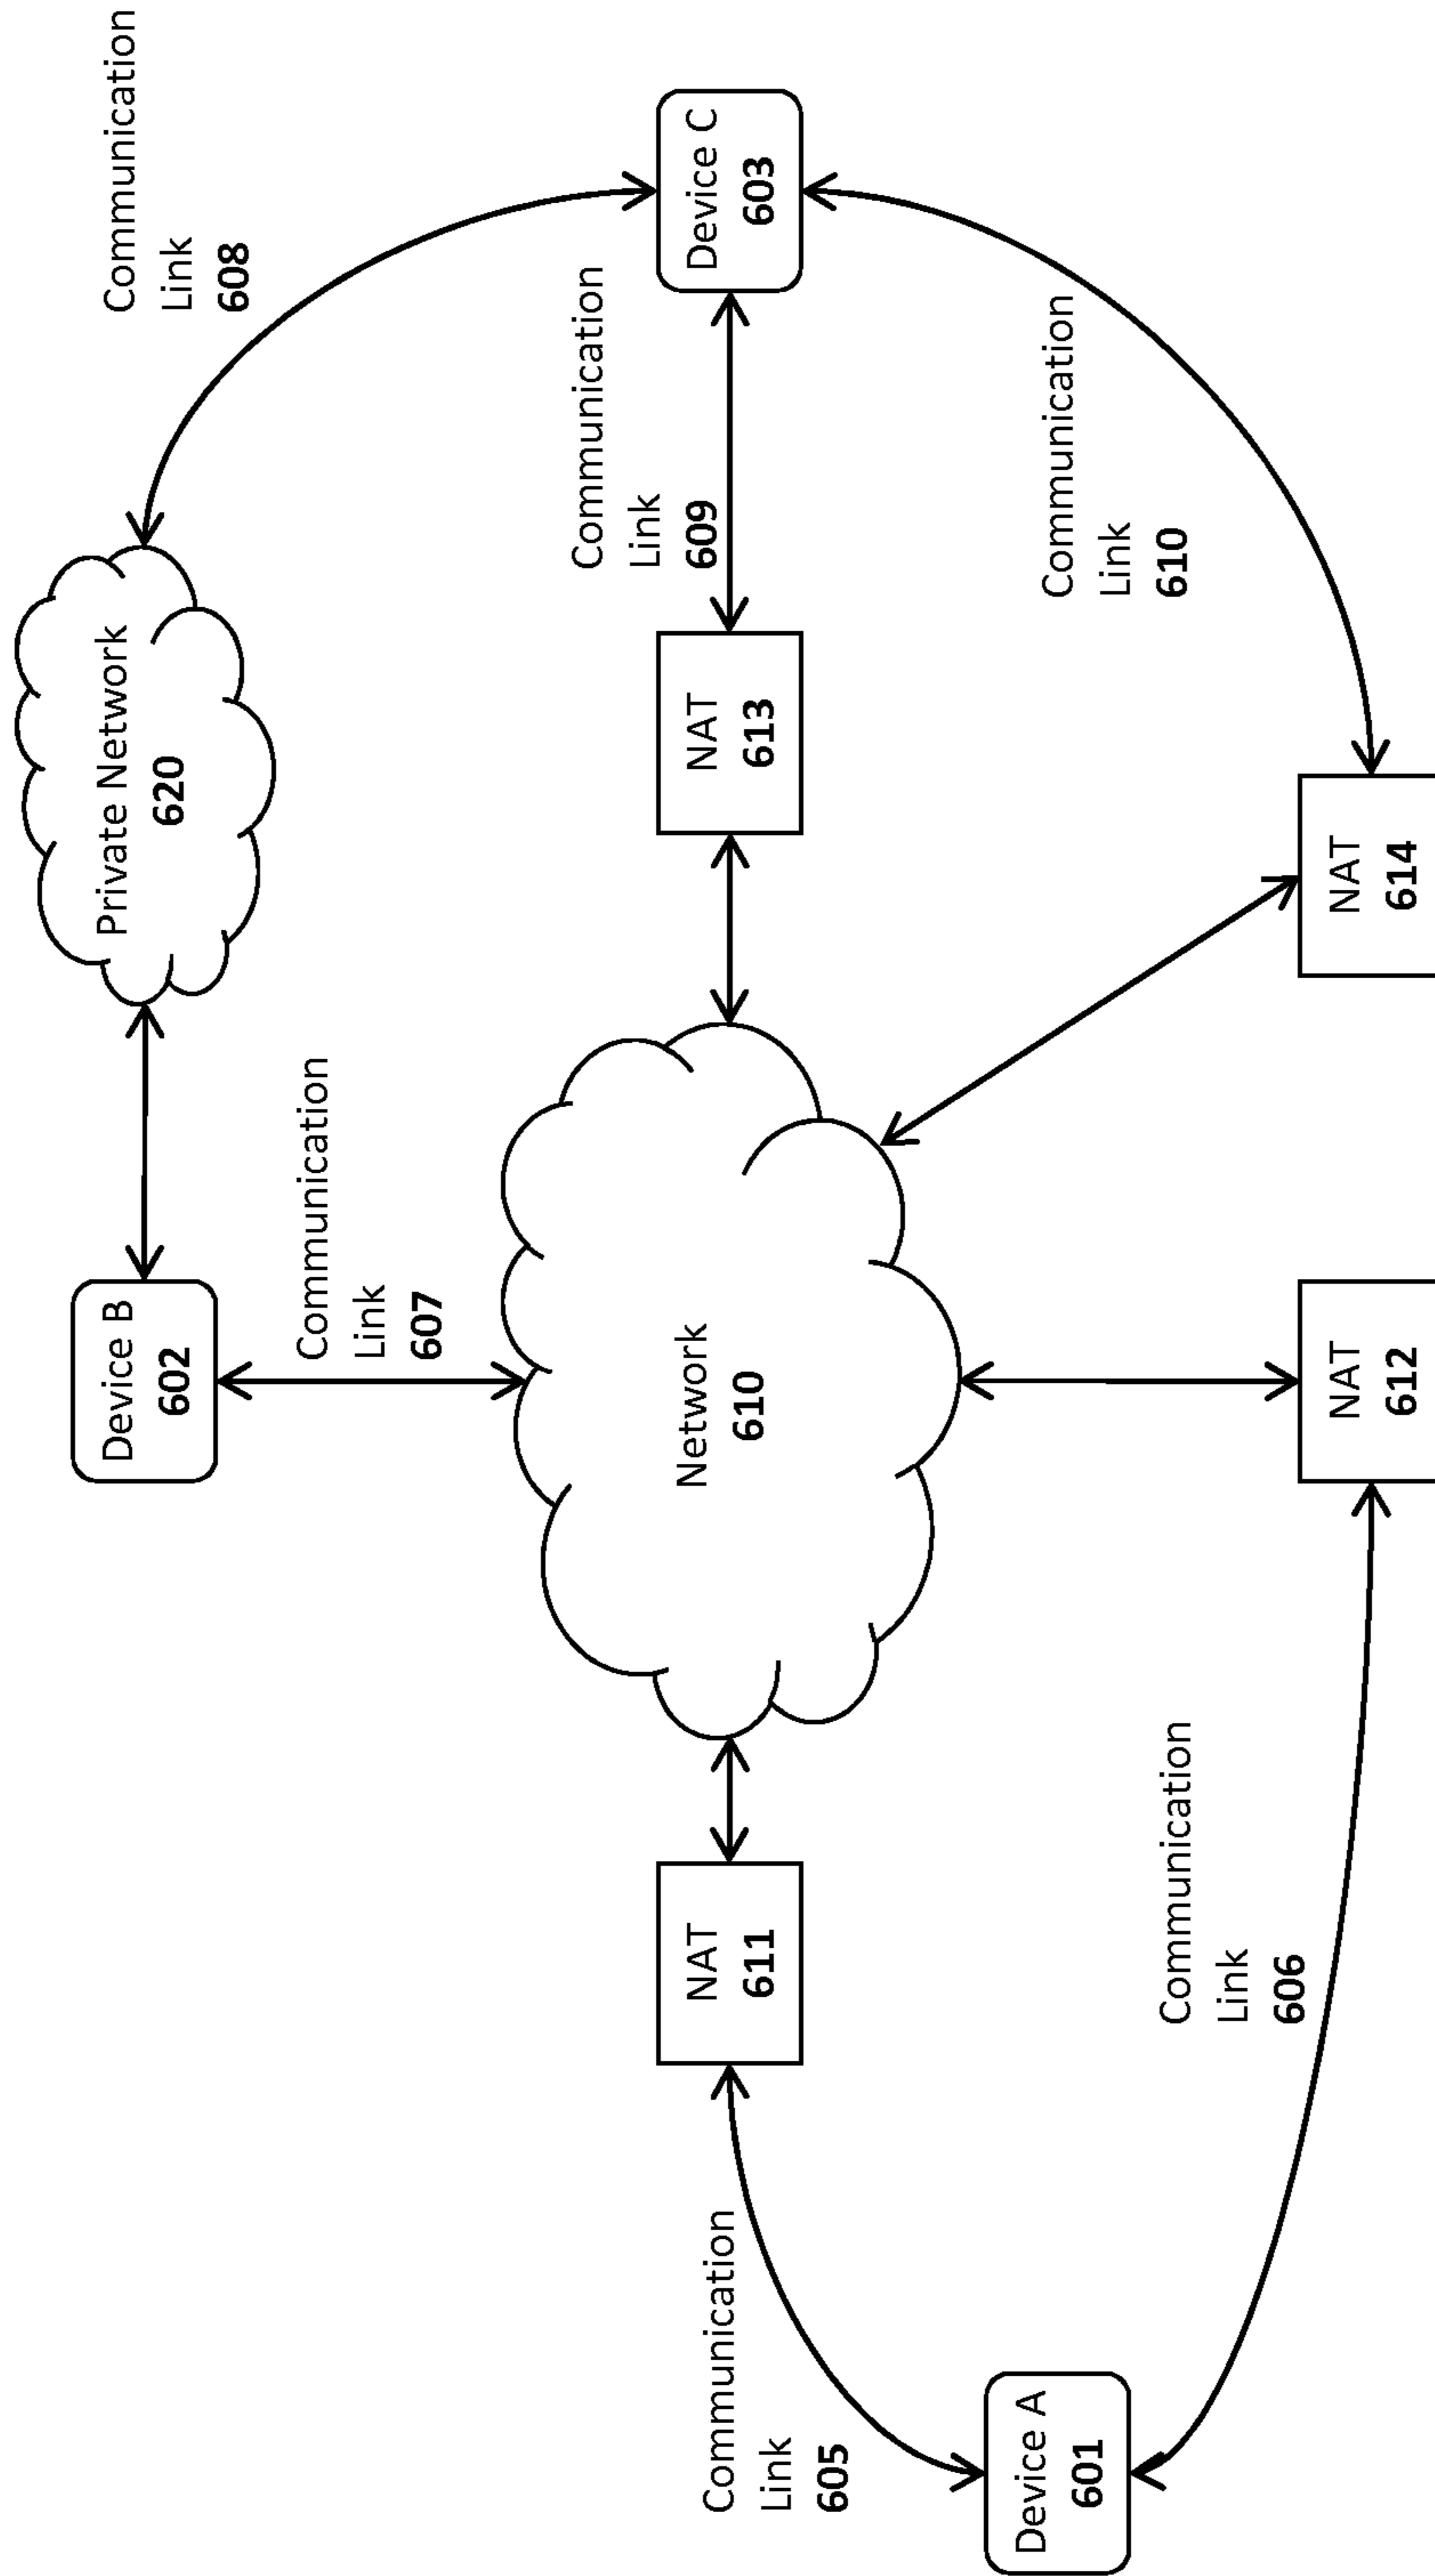 Communication
Link
608
Private Network
620
Device B
602
Communication
Link
607
Communication
Link
609
Device C
603
NAT
613
Network
610
NAT
611
Communication
Link
605
Communication
Link
610
NAT
614
NAT
612
Communication
Link
606
Device A
601